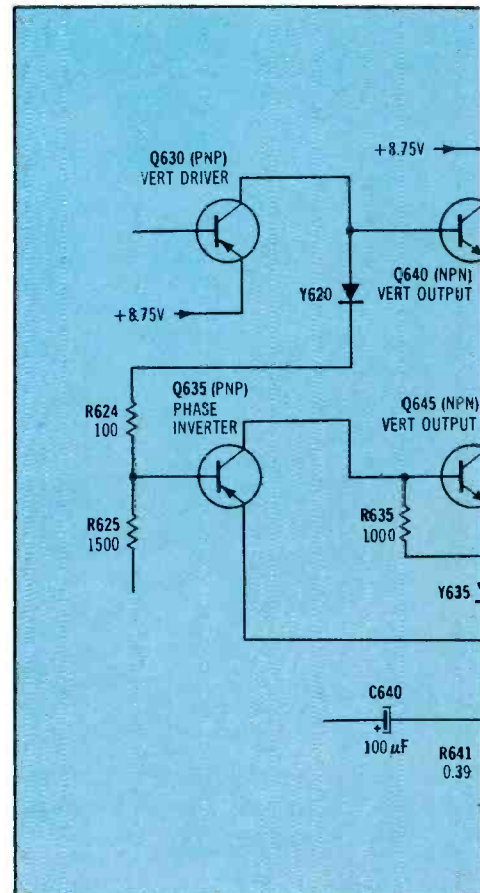 +8.75V
Q630 (PNP)
VERT DRIVER
Q640 (NPN)
VERT OUTPUT
Y620
+8.75V
Q635 (PNP)
PHASE
INVERTER
R624
100
Q645 (NPN)
VERT OUTPUT
R625
1500
R635
1000
Y635
C640
+
100 µF
R641
0.39